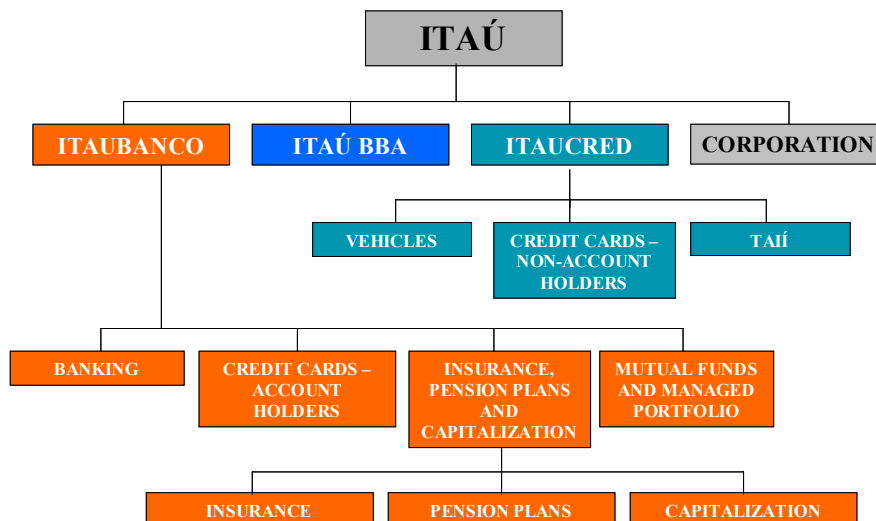 ITAÚ
ITAUBANCO
ITAÚ BBA
ITAUCRED
CORPORATION
VEHICLES
CREDIT CARDS –
NON-ACCOUNT
HOLDERS
TAIÍ
BANKING
CREDIT CARDS –
ACCOUNT
HOLDERS
INSURANCE,
PENSION PLANS
AND
CAPITALIZATION
MUTUAL FUNDS
AND MANAGED
PORTFOLIO
INSURANCE
PENSION PLANS
CAPITALIZATION